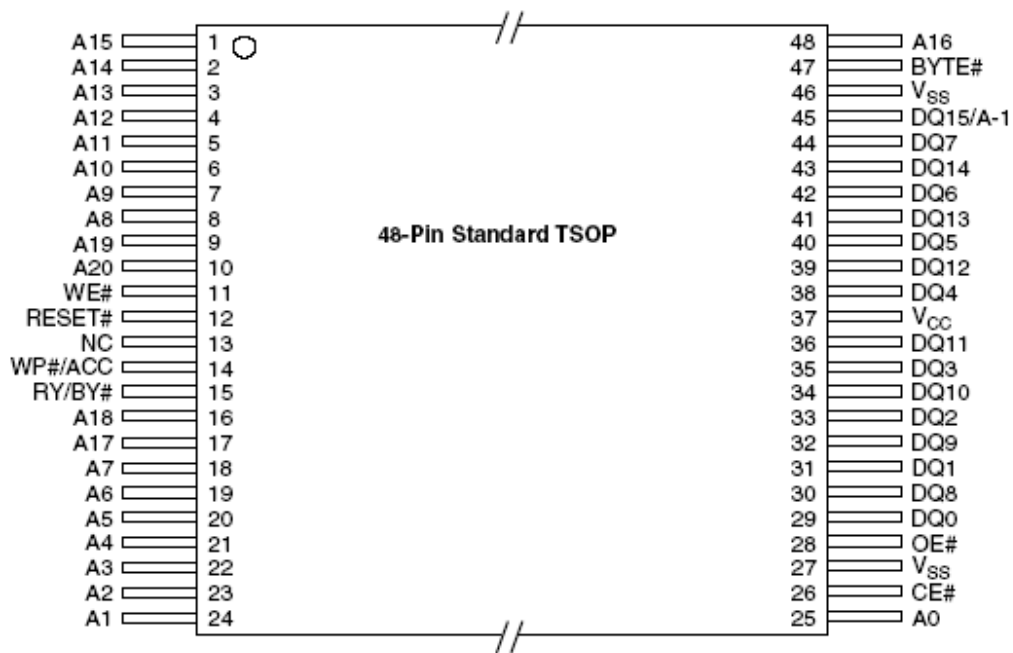 A15 1 48 A16
A14 2 47 BYTE#
A13 3 46 VSS
A12 4 45 DQ15/A-1
A11 5 44 DQ7
A10 6 43 DQ14
A9 7 42 DQ6
A8 8 41 DQ13
48-Pin Standard TSOP
A19 9 40 DQ5
A20 10 39 DQ12
WE# 11 38 DQ4
RESET# 12 37 VCC
NC 13 36 DQ11
WP#/ACC 14 35 DQ3
RY/BY# 15 34 DQ10
A18 16 33 DQ2
A17 17 32 DQ9
A7 18 31 DQ1
A6 19 30 DQ8
A5 20 29 DQ0
A4 21 28 OE#
A3 22 27 VSS
A2 23 26 CE#
A1 24 25 A0